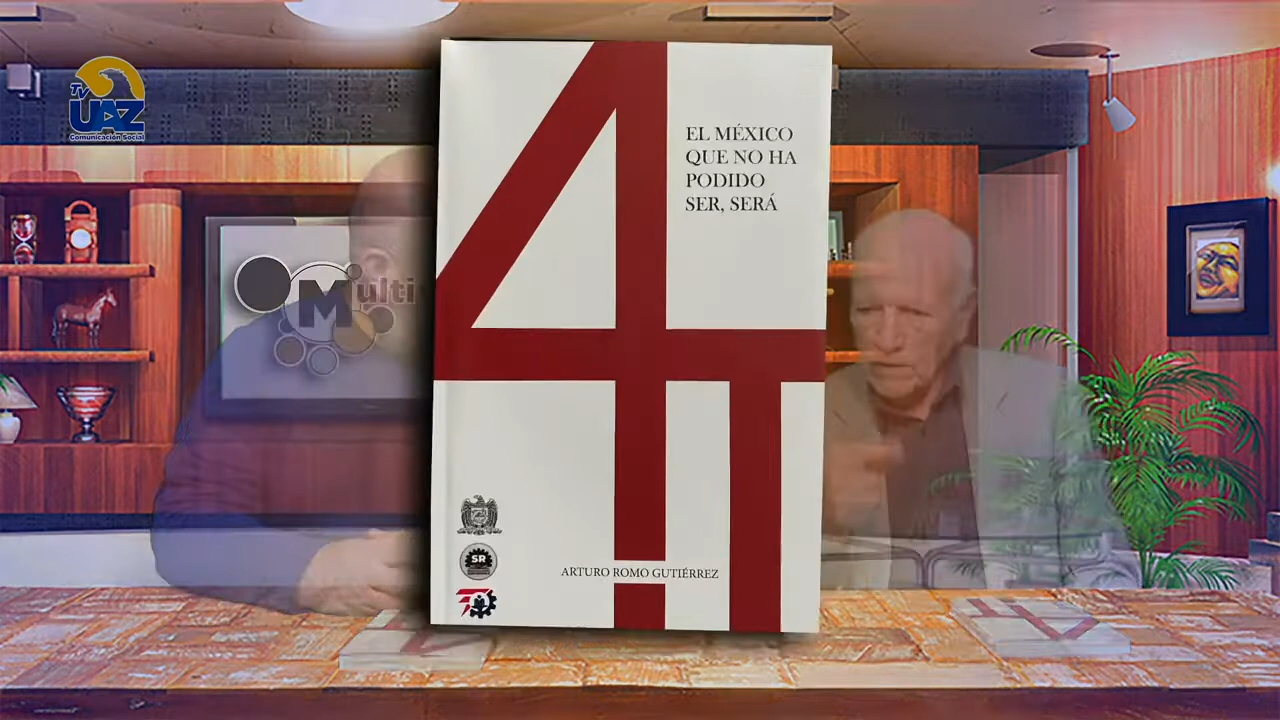 TV
UAZ
Comunicación Social
EL MÉXICO
QUE NO HA
PODIDO
SER, SERÁ
Multi
4T
SR
ARTURO ROMO GUTIÉRREZ